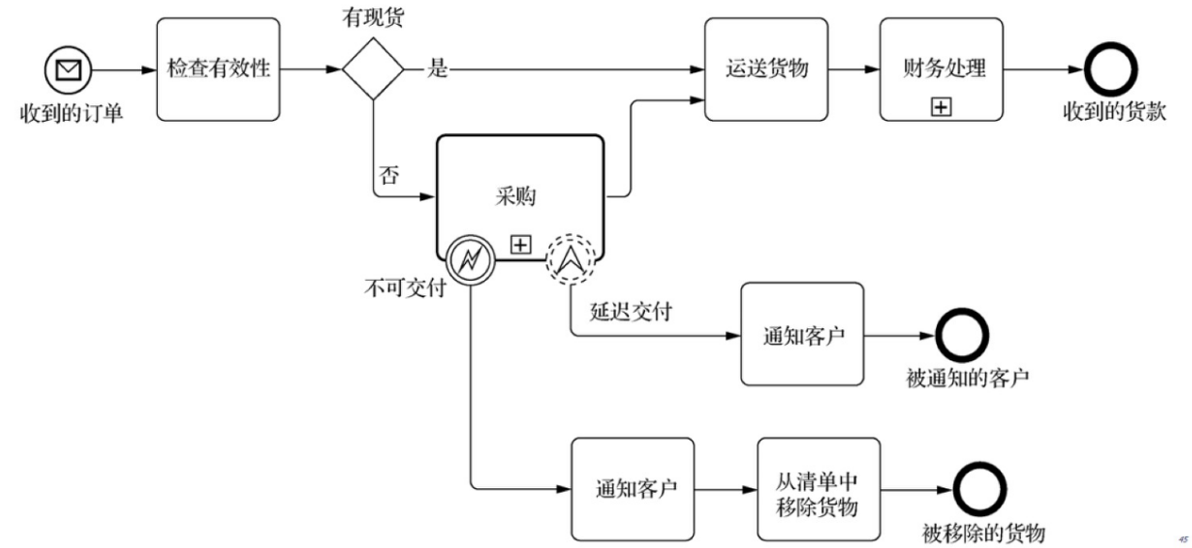 有现货
收到的订单
检查有效性
是
运送货物
财务处理
收到的货款
否
采购
不可交付
延迟交付
通知客户
被通知的客户
通知客户
从清单中
移除货物
被移除的货物
45